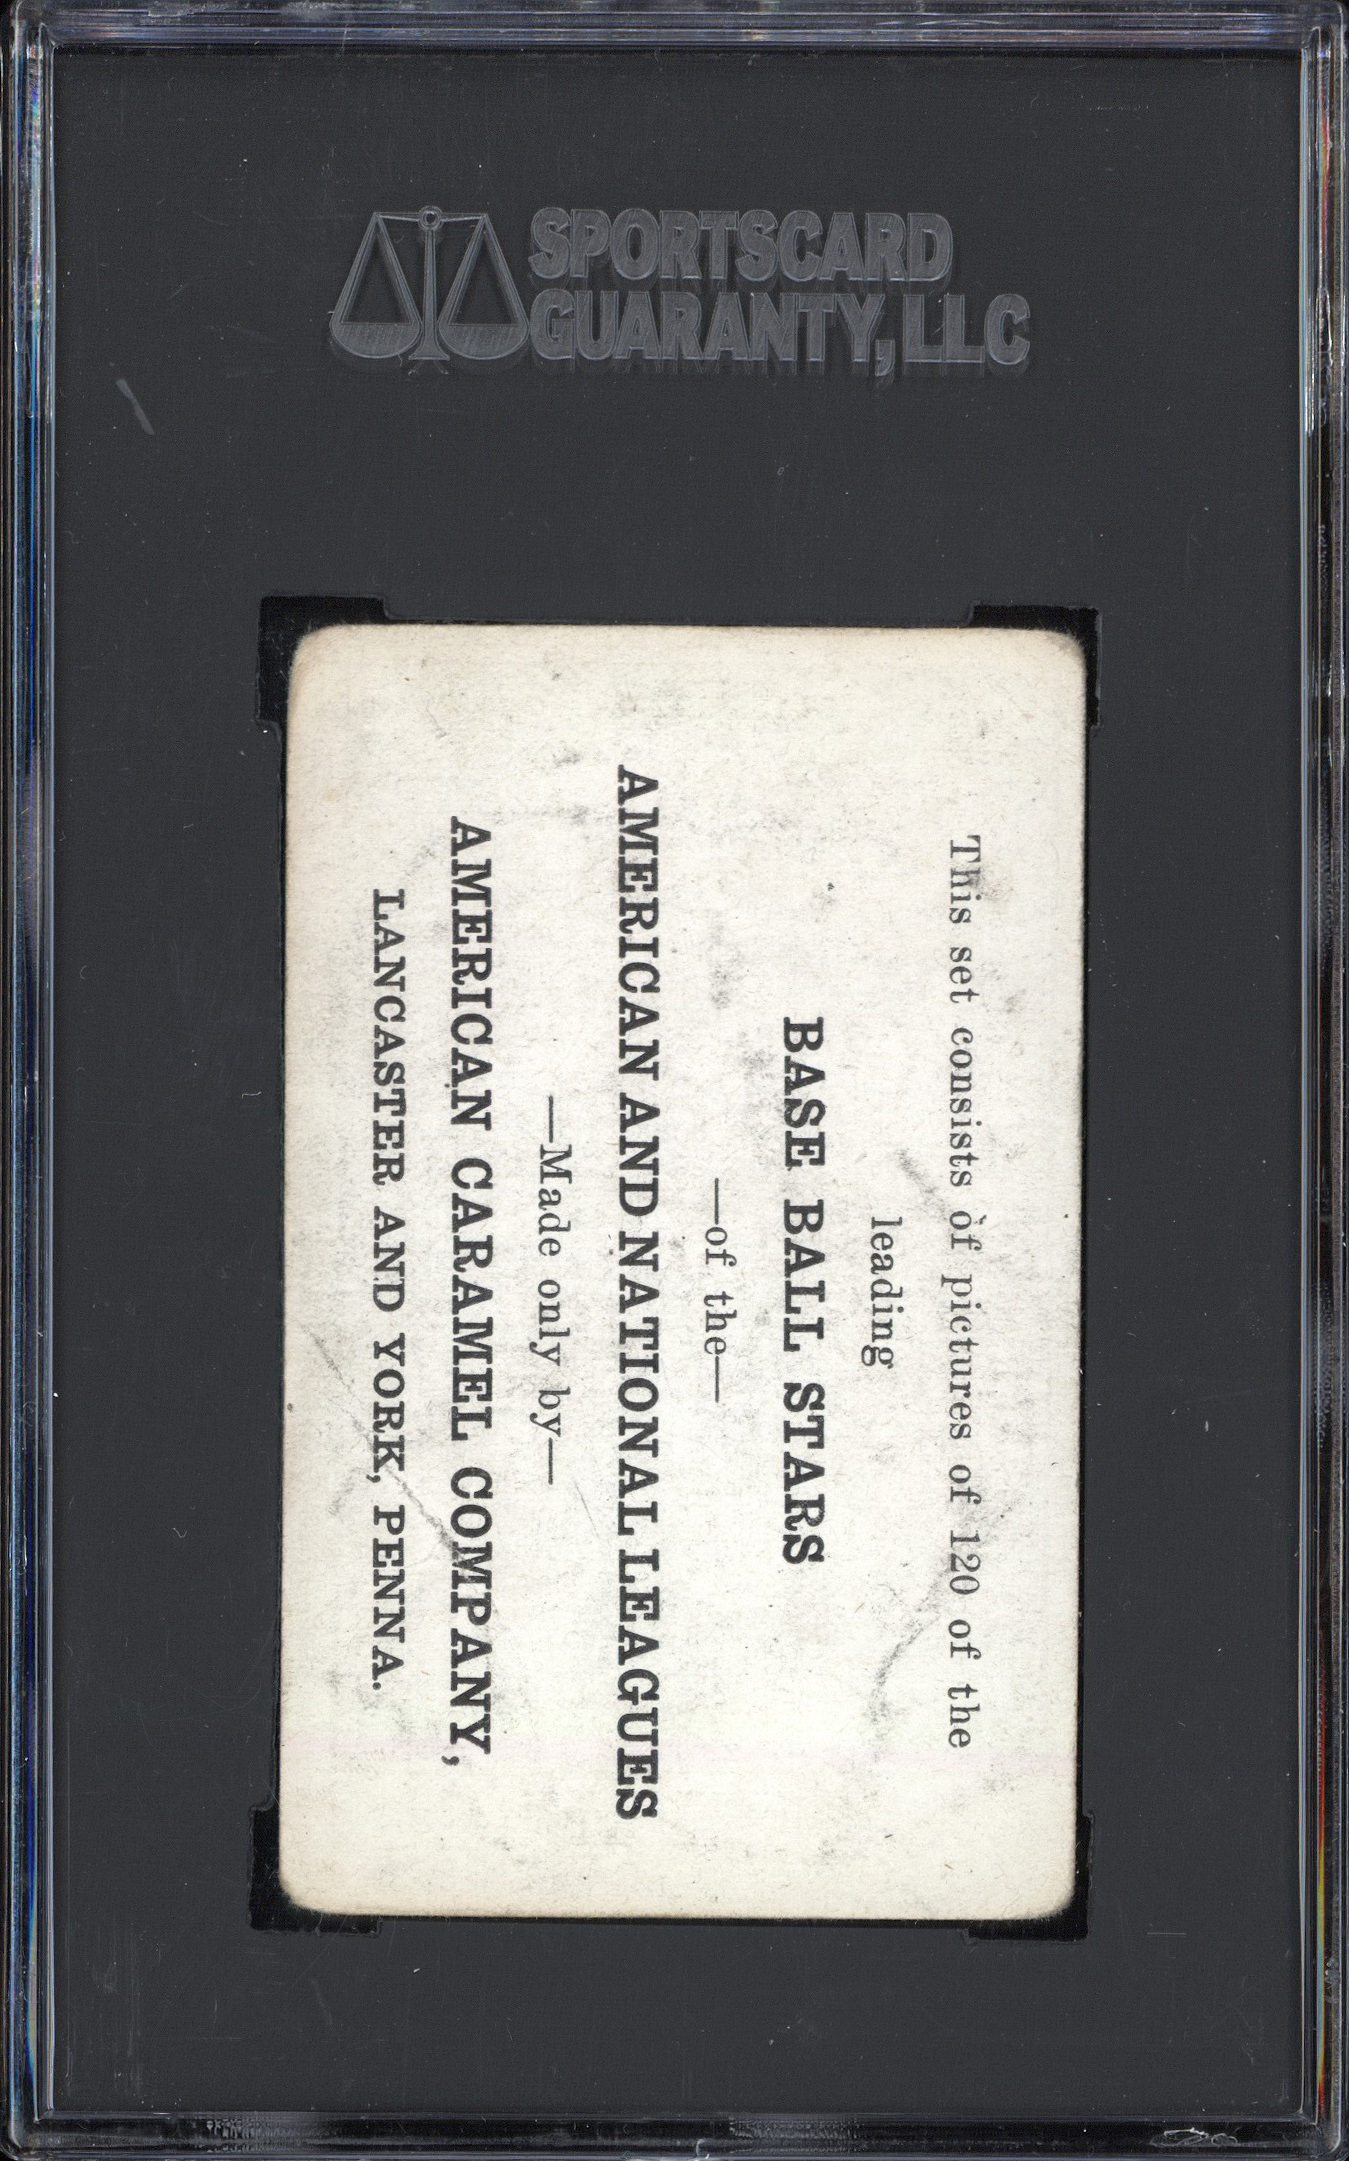 SPORTSCARD
GUARANTY, LLC
This set consists of pictures of 120 of the
leading
BASE BALL STARS
—of the—
AMERICAN AND NATIONAL LEAGUES
—Made only by—
AMERICAN CARAMEL COMPANY,
LANCASTER AND YORK, PENNA.